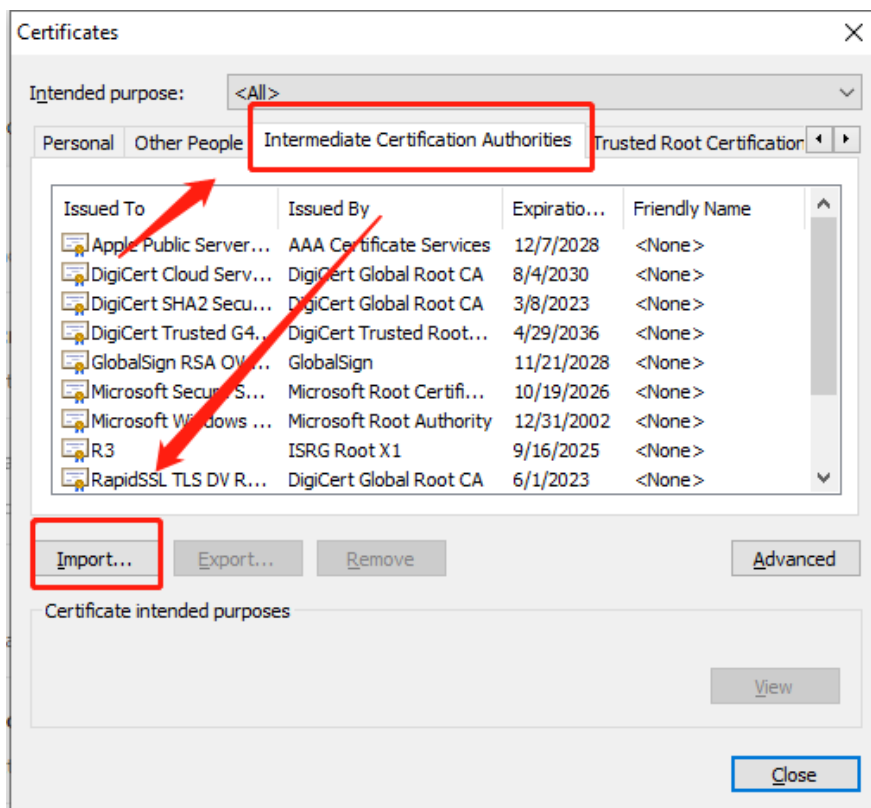 Certificates
Intended purpose: <All>
Personal Other People Intermediate Certification Authorities Trusted Root Certification
Issued To Issued By Expiratio... Friendly Name
Apple Public Server... AAA Certificate Services 12/7/2028 <None>
DigiCert Cloud Serv... DigiCert Global Root CA 8/4/2030 <None>
DigiCert SHA2 Secu... DigiCert Global Root CA 3/8/2023 <None>
DigiCert Trusted G4... DigiCert Trusted Root... 4/29/2036 <None>
GlobalSign RSA OV... GlobalSign 11/21/2028 <None>
Microsoft Secure S... Microsoft Root Certifi... 10/19/2026 <None>
Microsoft Windows ... Microsoft Root Authority 12/31/2002 <None>
R3 ISRG Root X1 9/16/2025 <None>
RapidSSL TLS DV R... DigiCert Global Root CA 6/1/2023 <None>
Import... Export... Remove Advanced
Certificate intended purposes
View
Close